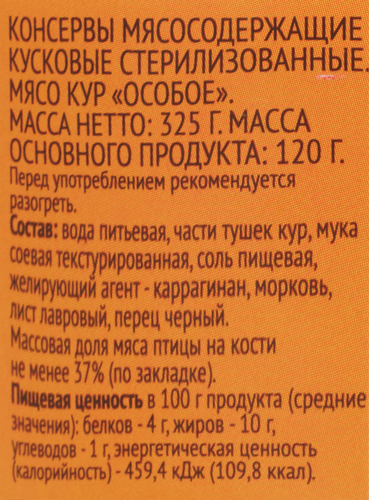 КОНСЕРВЫ МЯСОСОДЕРЖАЩИЕ
КУСКОВЫЕ СТЕРИЛИЗОВАННЫЕ.
МЯСО КУР «ОСОБОЕ».
МАССА НЕТТО: 325 Г. МАССА
ОСНОВНОГО ПРОДУКТА: 120 Г.
Перед употреблением рекомендуется
разогреть.
Состав: вода питьевая, части тушек кур, мука
соевая текстурированная, соль пищевая,
желирующий агент - каррагинан, морковь,
лист лавровый, перец черный.
Массовая доля мяса птицы на кости
не менее 37% (по закладке).
Пищевая ценность в 100 г продукта (средние
значения): белков - 4 г, жиров - 10 г,
углеводов - 1 г, энергетическая ценность
(калорийность) - 459,4 кДж (109,8 ккал).